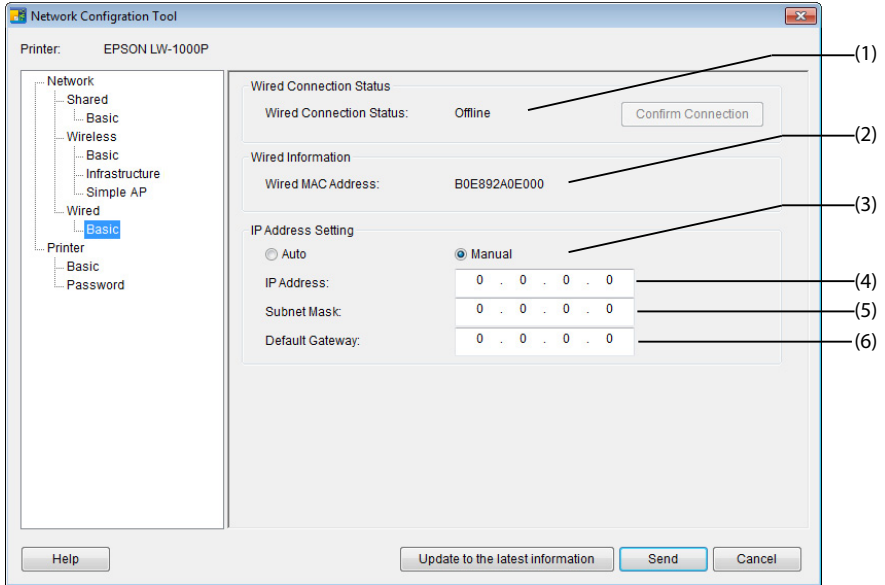 Network Configration Tool
Printer: EPSON LW-1000P
Network
Shared
Basic
Wireless
Basic
Infrastructure
Simple AP
Wired
Basic
Printer
Basic
Password
Wired Connection Status
Wired Connection Status: Offline Confirm Connection
(1)
Wired Information
Wired MAC Address: B0E892A0E000
(2)
IP Address Setting
(3)
Auto Manual
IP Address: 0 . 0 . 0 . 0 (4)
Subnet Mask: 0 . 0 . 0 . 0 (5)
Default Gateway: 0 . 0 . 0 . 0 (6)
Help Update to the latest information Send Cancel